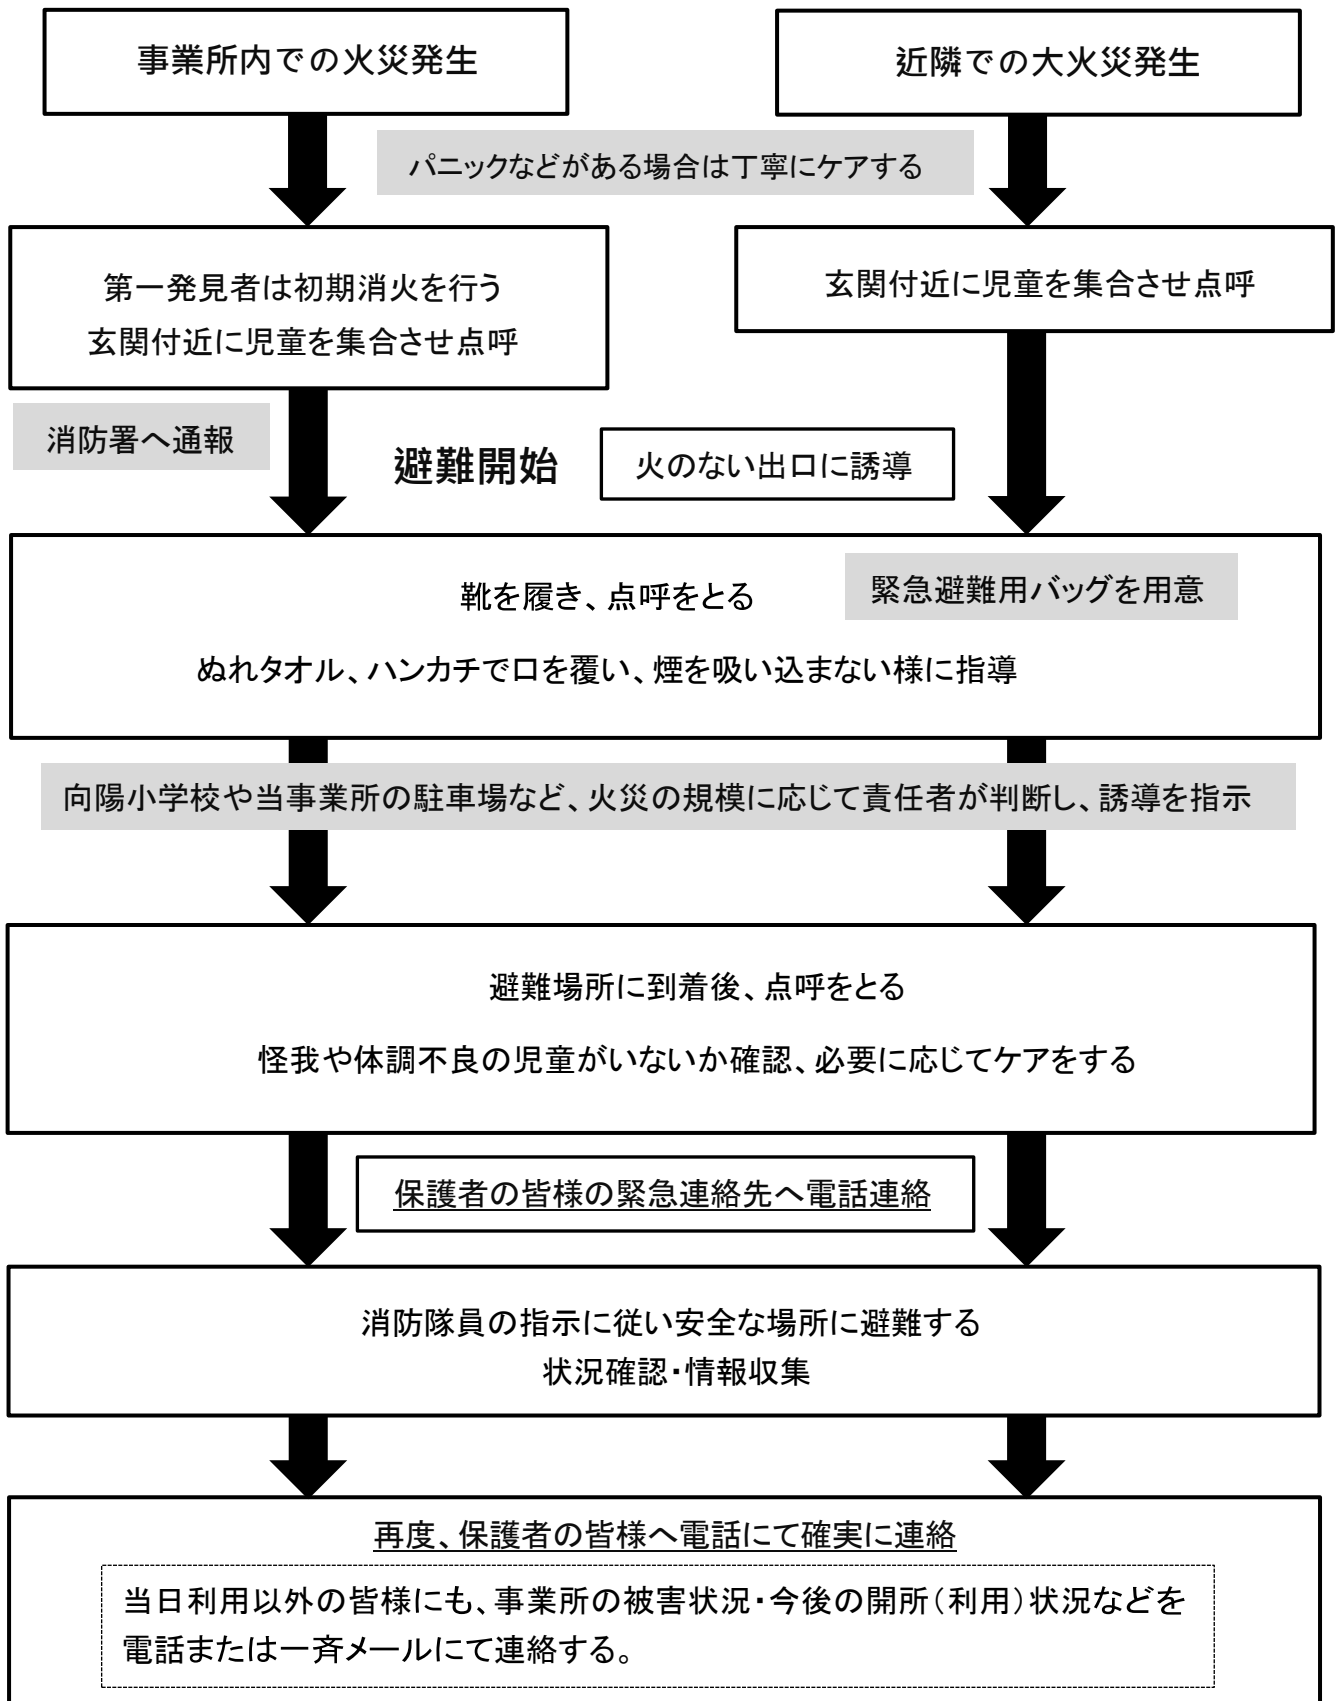 事業所内での火災発生
近隣での大火災発生
パニックなどがある場合は丁寧にケアする
第一発見者は初期消火を行う
玄関付近に児童を集合させ点呼
玄関付近に児童を集合させ点呼
消防署へ通報
避難開始
火のない出口に誘導
靴を履き、点呼をとる
緊急避難用バッグを用意
ぬれタオル、ハンカチで口を覆い、煙を吸い込まない様に指導
向陽小学校や当事業所の駐車場など、火災の規模に応じて責任者が判断し、誘導を指示
避難場所に到着後、点呼をとる
怪我や体調不良の児童がいないか確認、必要に応じてケアをする
保護者の皆様の緊急連絡先へ電話連絡
消防隊員の指示に従い安全な場所に避難する
状況確認・情報収集
再度、保護者の皆様へ電話にて確実に連絡
当日利用以外の皆様にも、事業所の被害状況・今後の開所（利用）状況などを
電話または一斉メールにて連絡する。